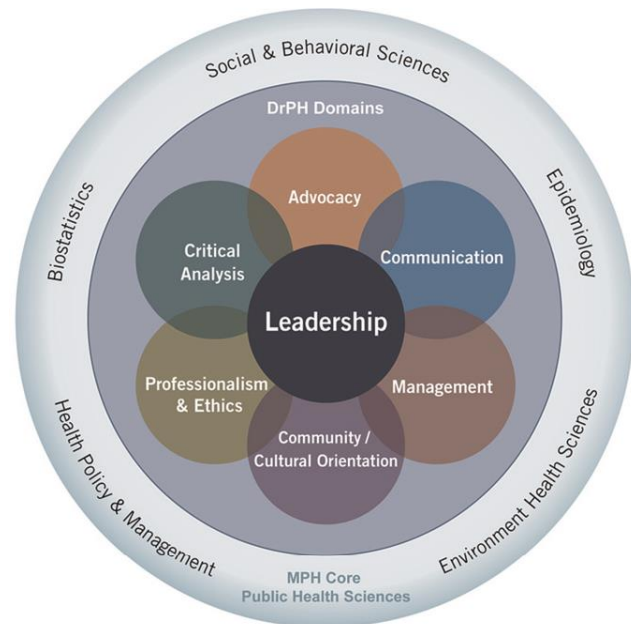 Social & Behavioral Sciences
DrPH Domains
Advocacy
Biostatistics
Epidemiology
Critical
Analysis
Communication
Leadership
Professionalism
& Ethics
Management
Community /
Cultural Orientation
Health Policy & Management
Environment Health Sciences
MPH Core
Public Health Sciences